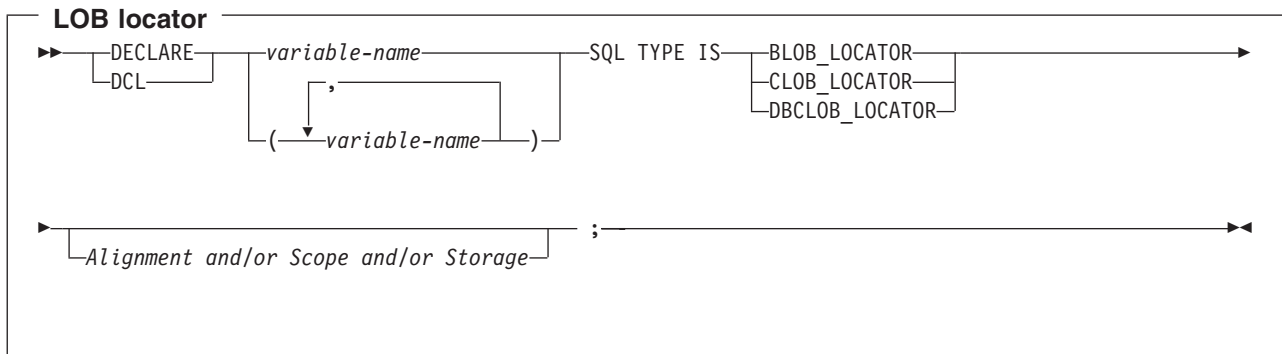 LOB locator
DECLARE variable-name SQL TYPE IS BLOB_LOCATOR
DCL , CLOB_LOCATOR
DBCLOB_LOCATOR
( variable-name )
;
Alignment and/or Scope and/or Storage